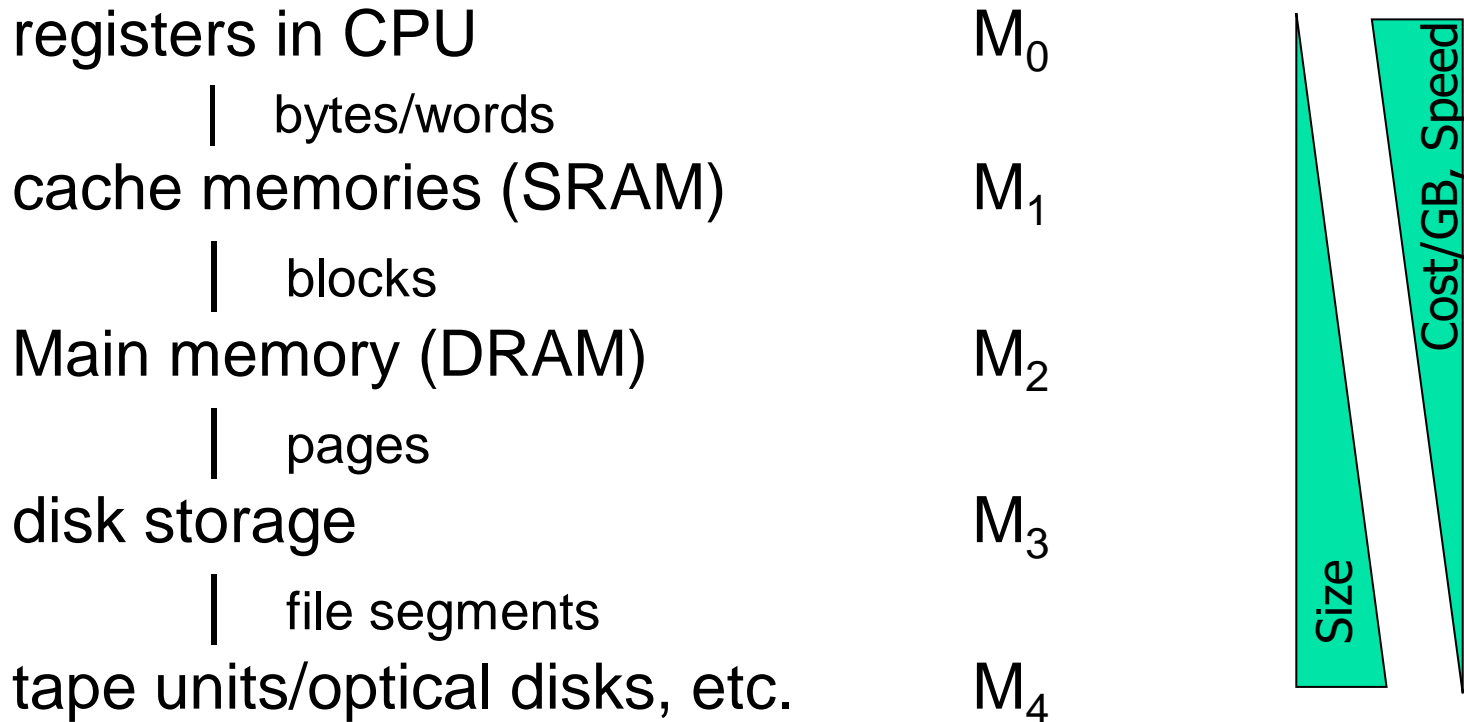 registers in CPU M₀
bytes/words
cache memories (SRAM) M₁
blocks
Main memory (DRAM) M₂
pages
disk storage M₃
file segments
tape units/optical disks, etc. M₄
Size
Cost/GB, Speed